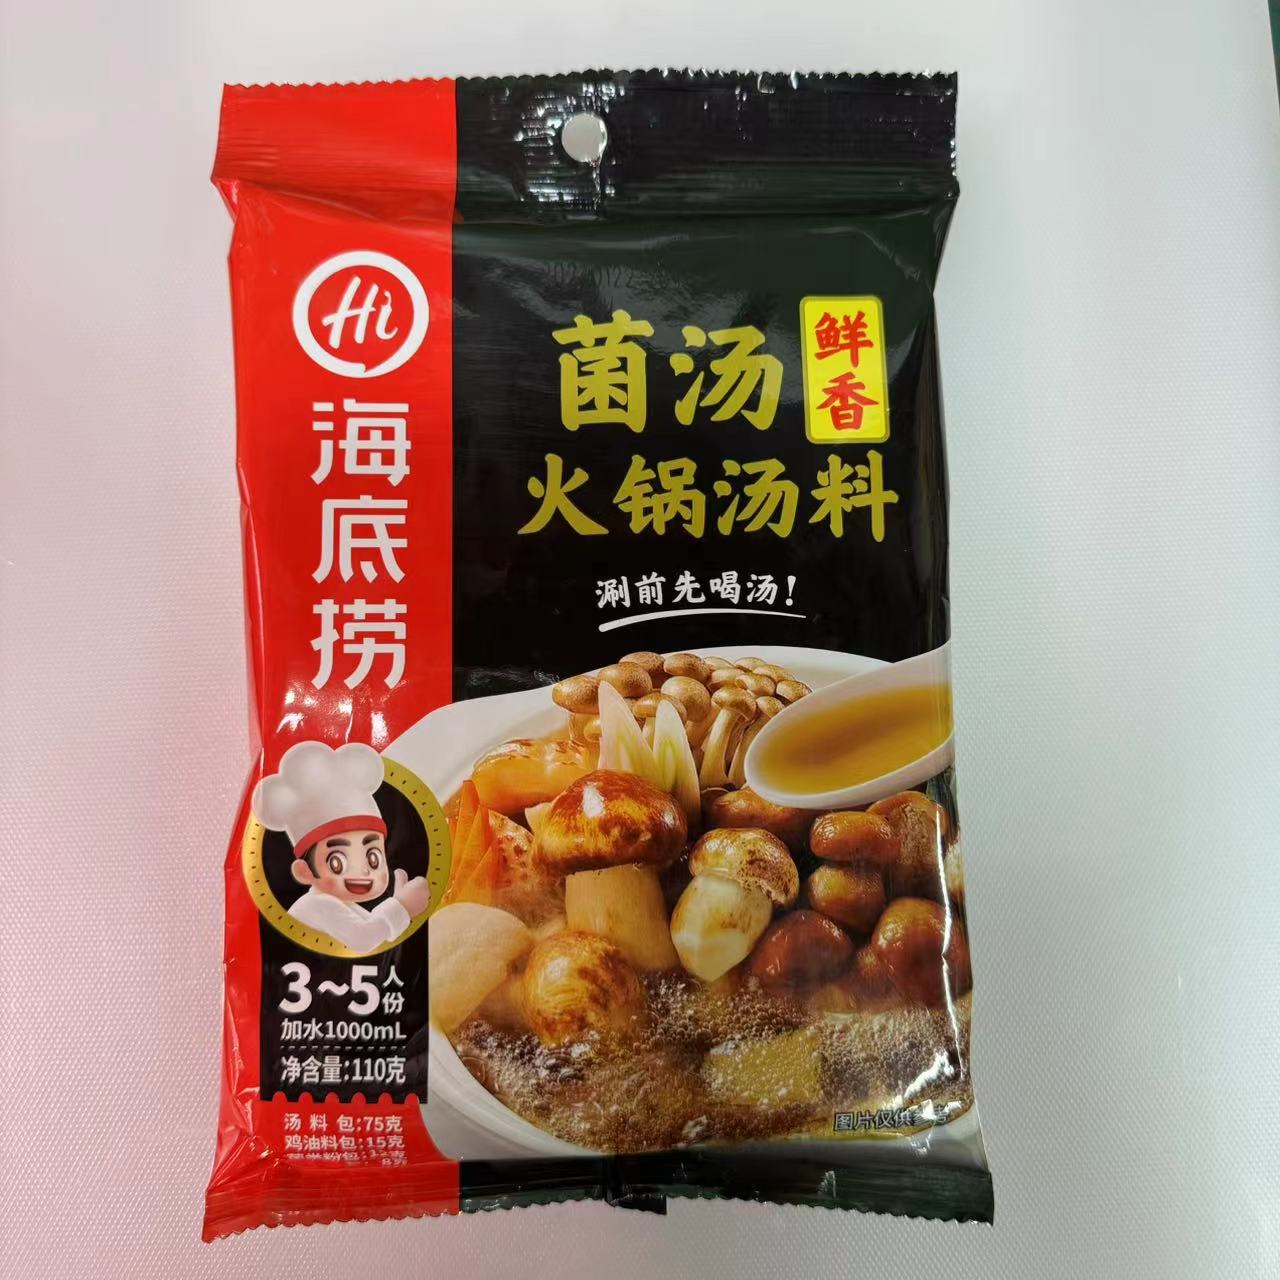 Hi
海底捞
菌汤
鲜香
火锅汤料
涮前先喝汤!
3~5人份
加水1000mL
净含量:110克
汤料包:75克
鸡油料包:15克
图片仅供参考